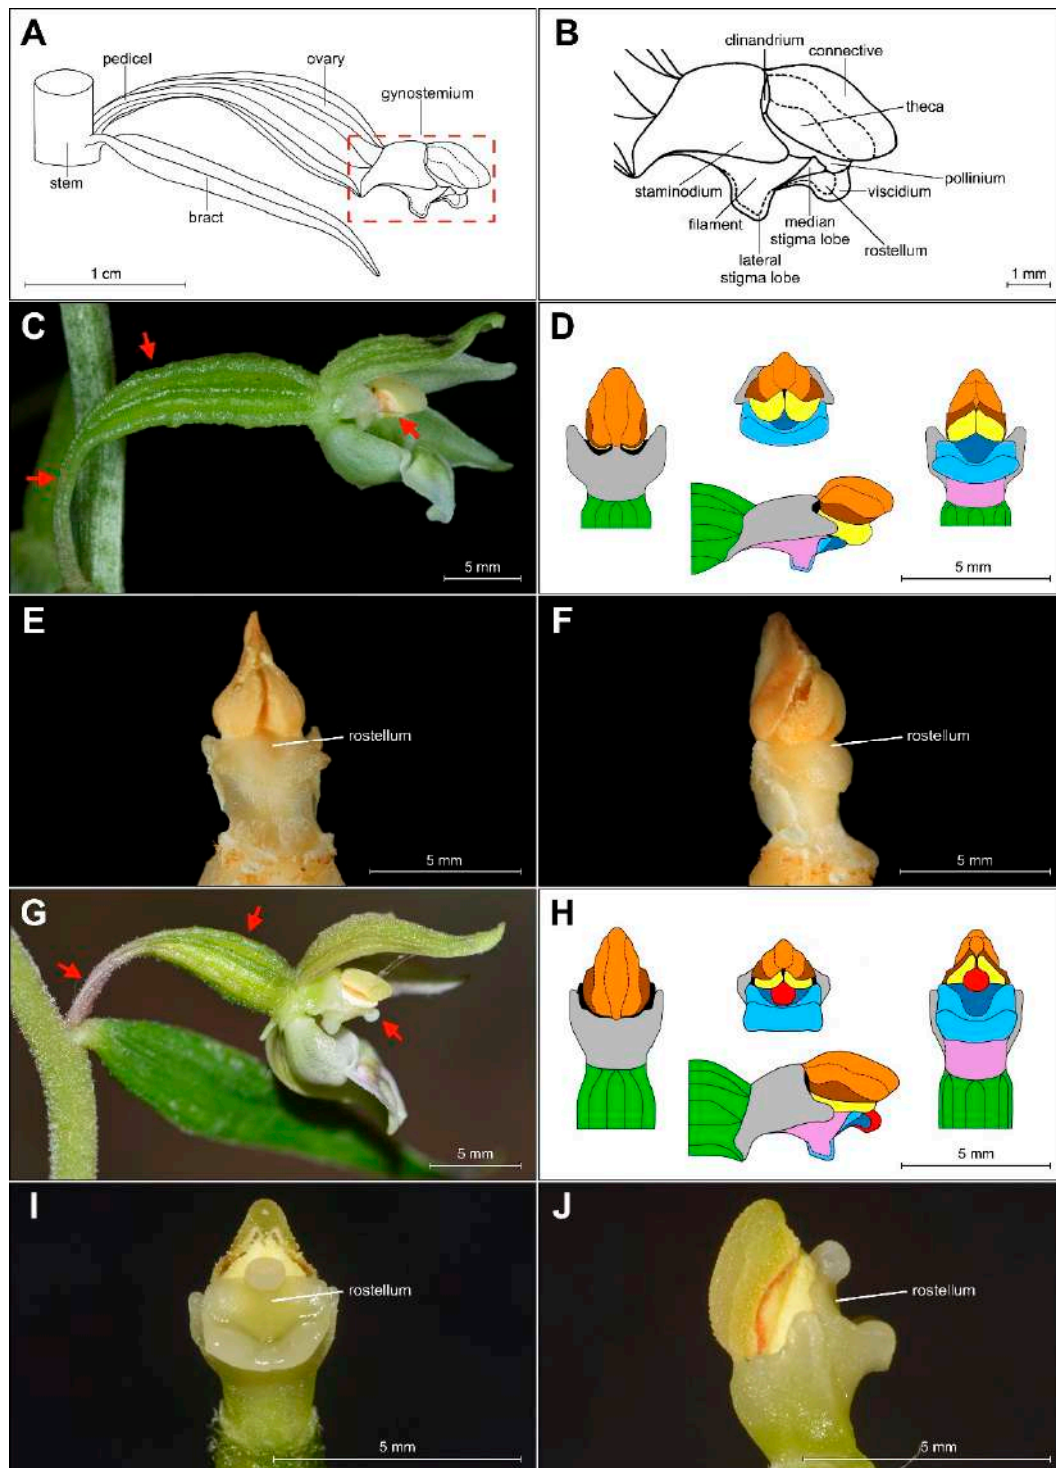 A
pedicel
ovary
gynostemium
stem
bract
1 cm
B
clinandrium
connective
theca
pollinium
staminodium
viscidium
filament
median
stigma lobe
rostellum
lateral
stigma lobe
1 mm
C
5 mm
D
5 mm
E
rostellum
5 mm
F
rostellum
5 mm
G
5 mm
H
5 mm
I
rostellum
5 mm
J
rostellum
5 mm